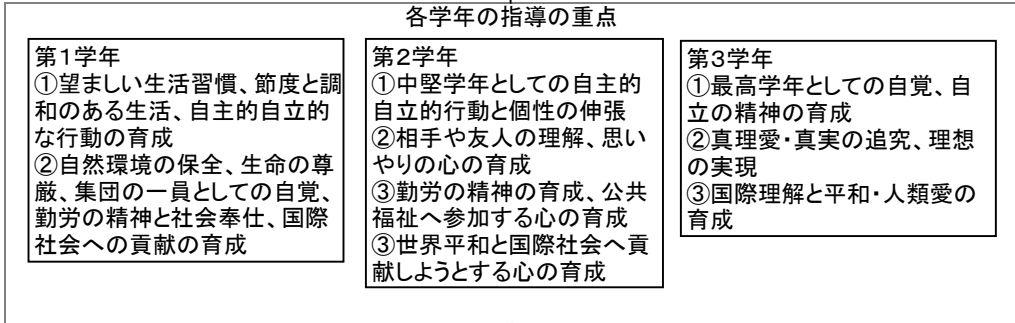 各学年の指導の重点
第1学年
①望ましい生活習慣、節度と調
和のある生活、自主的自立的
な行動の育成
②自然環境の保全、生命の尊
厳、集団の一員としての自覚、
勤労の精神と社会奉仕、国際
社会への貢献の育成
第2学年
①中堅学年としての自主的
自立的行動と個性の伸張
②相手や友人の理解、思い
やりの心の育成
③勤労の精神の育成、公共
福祉へ参加する心の育成
③世界平和と国際社会へ貢
献しようとする心の育成
第3学年
①最高学年としての自覚、自
立の精神の育成
②真理愛・真実の追究、理想
の実現
③国際理解と平和・人類愛の
育成